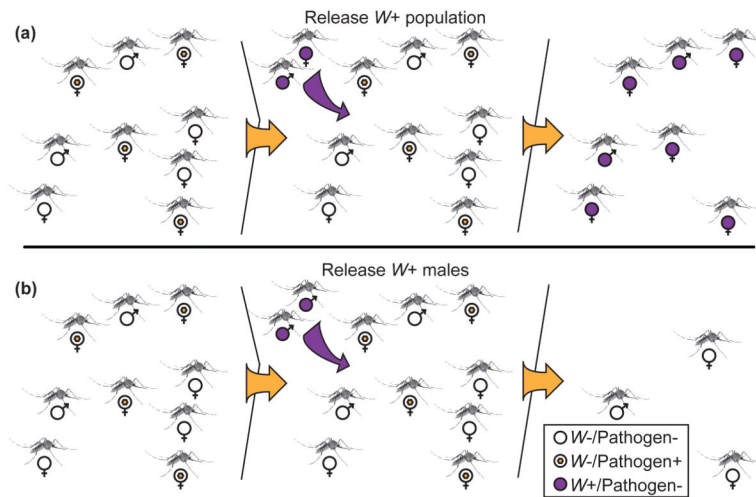 (a)
Release W+ population
(b)
Release W+ males
W-/Pathogen-
W-/Pathogen+
W+/Pathogen-